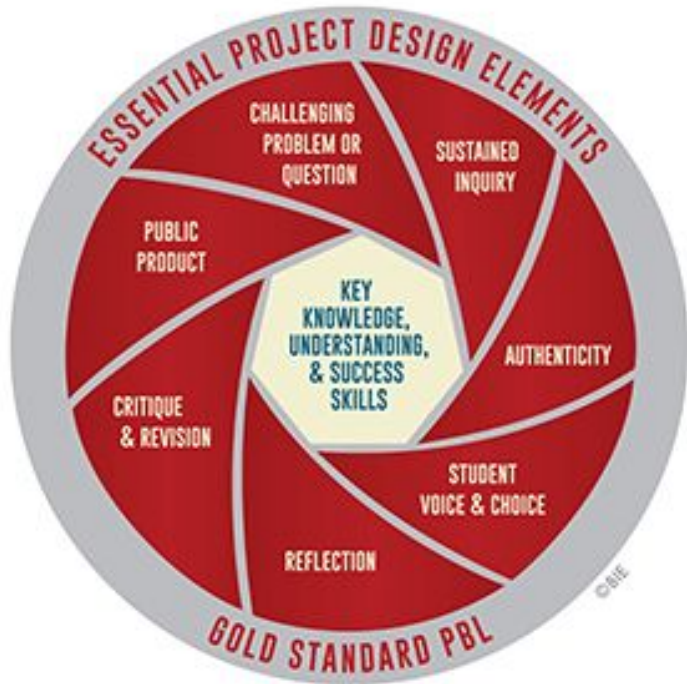 ESSENTIAL PROJECT DESIGN ELEMENTS
CHALLENGING
PROBLEM OR
QUESTION
SUSTAINED
INQUIRY
AUTHENTICITY
STUDENT
VOICE & CHOICE
REFLECTION
CRITIQUE
& REVISION
PUBLIC
PRODUCT
KEY
KNOWLEDGE,
UNDERSTANDING,
& SUCCESS
SKILLS
GOLD STANDARD PBL
©BIE